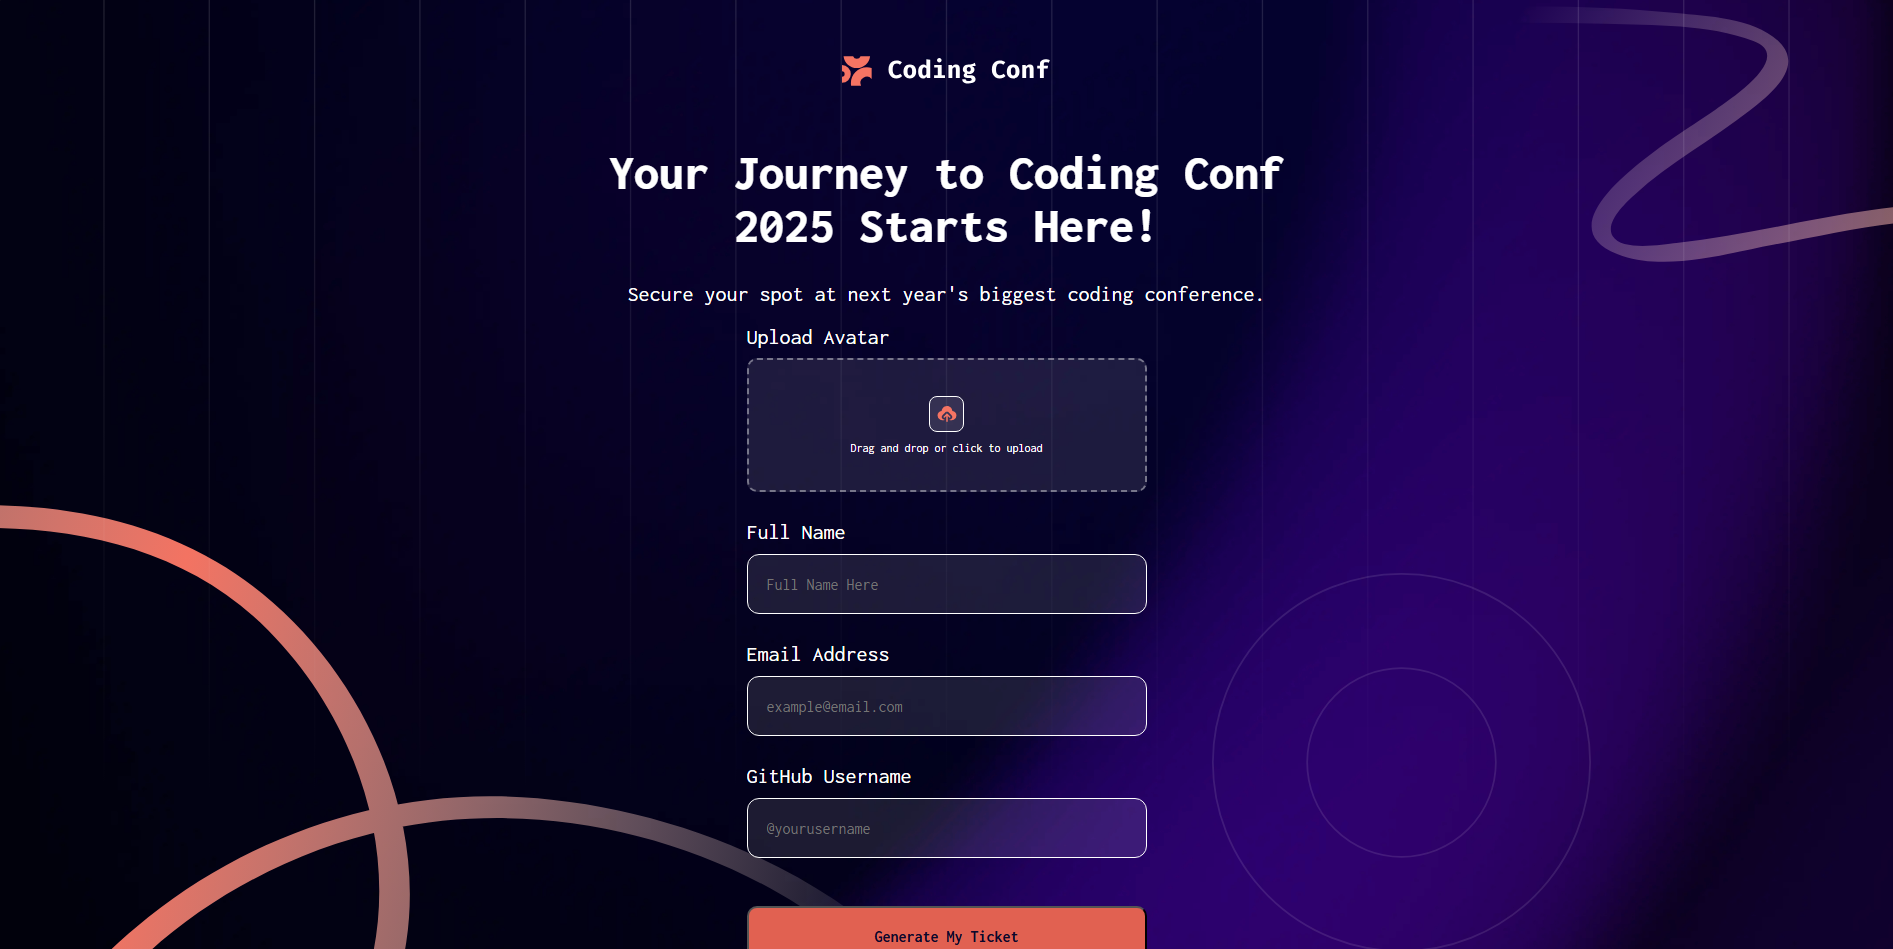 Coding Conf
Your Journey to Coding Conf
2025 Starts Here!
Secure your spot at next year's biggest coding conference.
Upload Avatar
Drag and drop or click to upload
Full Name
Full Name Here
Email Address
example@email.com
GitHub Username
@yourusername
Generate My Ticket